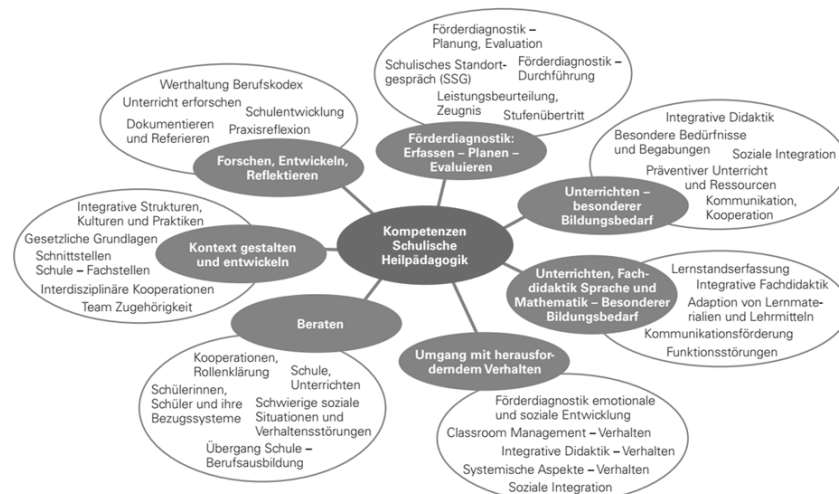 Förderdiagnostik –
Planung, Evaluation
Schulisches Standort-
gespräch (SSG)
Förderdiagnostik –
Durchführung
Leistungsbeurteilung,
Zeugnis
Stufenübertritt
Förderdiagnostik:
Erfassen – Planen –
Evaluieren
Werthaltung Berufskodex
Unterricht erforschen
Schulentwicklung
Dokumentieren
und Referieren
Praxisreflexion
Forschen, Entwickeln,
Reflektieren
Integrative Didaktik
Besondere Bedürfnisse
und Begabungen
Soziale Integration
Präventiver Unterricht
und Ressourcen
Kommunikation,
Kooperation
Unterrichten –
besonderer
Bildungsbedarf
Integrative Strukturen,
Kulturen und Praktiken
Gesetzliche Grundlagen
Schnittstellen
Schule – Fachstellen
Interdisziplinäre Kooperationen
Team Zugehörigkeit
Kontext gestalten
und entwickeln
Kompetenzen
Schulische
Heilpädagogik
Unterrichten, Fach-
didaktik Sprache und
Mathematik – Besonderer
Bildungsbedarf
Lernstandserfassung
Integrative Fachdidaktik
Adaption von Lernmate-
rialien und Lehrmitteln
Kommunikationsförderung
Funktionsstörungen
Beraten
Kooperationen,
Rollenklärung
Schule,
Unterrichten
Schülerinnen,
Schüler und ihre
Bezugssysteme
Schwierige soziale
Situationen und
Verhaltensstörungen
Übergang Schule –
Berufsausbildung
Umgang mit herausfor-
derndem Verhalten
Förderdiagnostik emotionale
und soziale Entwicklung
Classroom Management – Verhalten
Integrative Didaktik – Verhalten
Systemische Aspekte – Verhalten
Soziale Integration